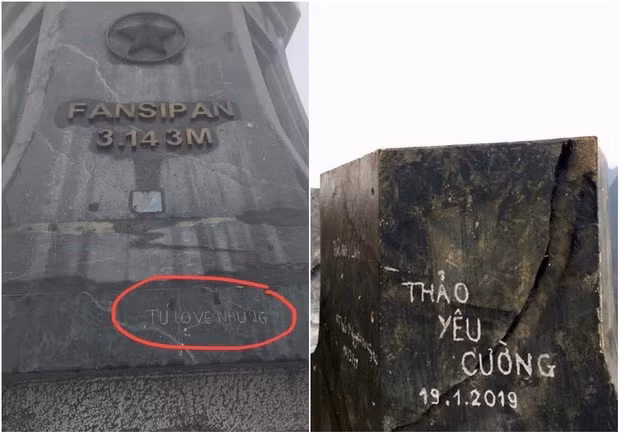 FANSIPAN
3.143M
TU LOVE NHUNG
THẢO
YÊU
CƯỜNG
19.1.2019